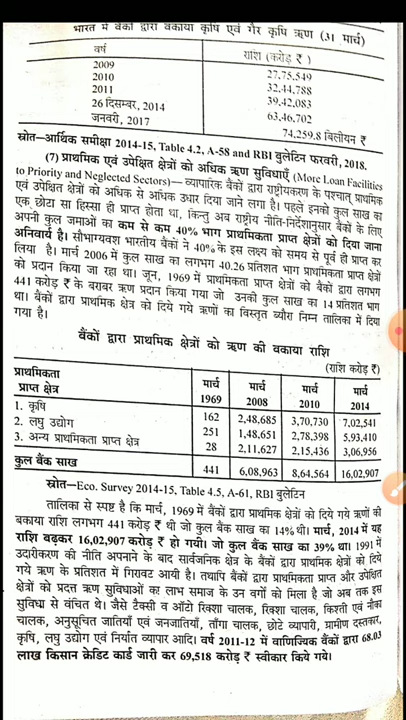 भारत में बैंकों द्वारा वकाया कृषि एवं गैर कृषि ऋण (31 मार्च)
वर्ष	राशि (करोड़ ₹)
2009	27,75,549
2010	32,44,788
2011	39,42,083
26 दिसम्बर, 2014	63,46,702
जनवरी, 2017	74,259.8 बिलीयन ₹
स्रोत—आर्थिक समीक्षा 2014-15, Table 4.2, A-58 and RBI बुलेटिन फरवरी, 2018.
(7) प्राथमिक एवं उपेक्षित क्षेत्रों को अधिक ऋण सुविधाएँ (More Loan Facilities
to Priority and Neglected Sectors)— व्यापारिक बैंकों द्वारा राष्ट्रीयकरण के पश्चात् प्राथमिक
एवं उपेक्षित क्षेत्रों को अधिक से अधिक उधार दिया जाने लगा है। पहले इनको कुल साख का
एक छोटा सा हिस्सा ही प्राप्त होता था, किन्तु अब राष्ट्रीय नीति-निर्देशानुसार बैंकों के लिए
अपनी कुल जमाओं का कम से कम 40% भाग प्राथमिकता प्राप्त क्षेत्रों को दिया जाना
अनिवार्य है। सौभाग्यवश भारतीय बैंकों ने 40% के इस लक्ष्य को समय से पूर्व ही प्राप्त कर
लिया है। मार्च 2006 में कुल साख का लगभग 40.26 प्रतिशत भाग प्राथमिकता प्राप्त क्षेत्रों
को प्रदान किया जा रहा था। जून, 1969 में प्राथमिकता प्राप्त क्षेत्रों को बैंकों द्वारा लगभग
441 करोड़ ₹ के बराबर ऋण प्रदान किया गया जो उनकी कुल साख का 14 प्रतिशत भाग
था। बैंकों द्वारा प्राथमिक क्षेत्र को दिये गये ऋणों का विस्तृत व्यौरा निम्न तालिका में दिया
गया है।
बैंकों द्वारा प्राथमिक क्षेत्रों को ऋण की वकाया राशि
(राशि करोड़ ₹)
प्राथमिकता	मार्च	मार्च	मार्च	मार्च
प्राप्त क्षेत्र	1969	2008	2010	2014
1. कृषि	162	2,48,685	3,70,730	7,02,541
2. लघु उद्योग	251	1,48,651	2,78,398	5,93,410
3. अन्य प्राथमिकता प्राप्त क्षेत्र	28	2,11,627	2,15,436	3,06,956
कुल बैंक साख	441	6,08,963	8,64,564	16,02,907
स्रोत—Eco. Survey 2014-15, Table 4.5, A-61, RBI बुलेटिन
तालिका से स्पष्ट है कि मार्च, 1969 में बैंकों द्वारा प्राथमिक क्षेत्रों को दिये गये ऋणों की
बकाया राशि लगभग 441 करोड़ ₹ थी जो कुल बैंक साख का 14% थी। मार्च, 2014 में यह
राशि बढ़कर 16,02,907 करोड़ ₹ हो गयी। जो कुल बैंक साख का 39% था। 1991 में
उदारीकरण की नीति अपनाने के बाद सार्वजनिक क्षेत्र के बैंकों द्वारा प्राथमिक क्षेत्रों को दिये
गये ऋण के प्रतिशत में गिरावट आयी है। तथापि बैंकों द्वारा प्राथमिकता प्राप्त और उपेक्षित
क्षेत्रों को प्रदत्त ऋण सुविधाओं का लाभ समाज के उन वर्गों को मिला है जो अब तक इस
सुविधा से वंचित थे। जैसे टैक्सी व आटो रिक्शा चालक, रिक्शा चालक, किश्ती एवं नौका
चालक, अनुसूचित जातियाँ एवं जनजातियाँ, ताँगा चालक, छोटे व्यापारी, ग्रामीण दस्तकार,
कृषि, लघु उद्योग एवं निर्यात व्यापार आदि। वर्ष 2011-12 में वाणिज्यिक बैंकों द्वारा 68.03
लाख किसान क्रेडिट कार्ड जारी कर 69,518 करोड़ ₹ स्वीकार किये गये।